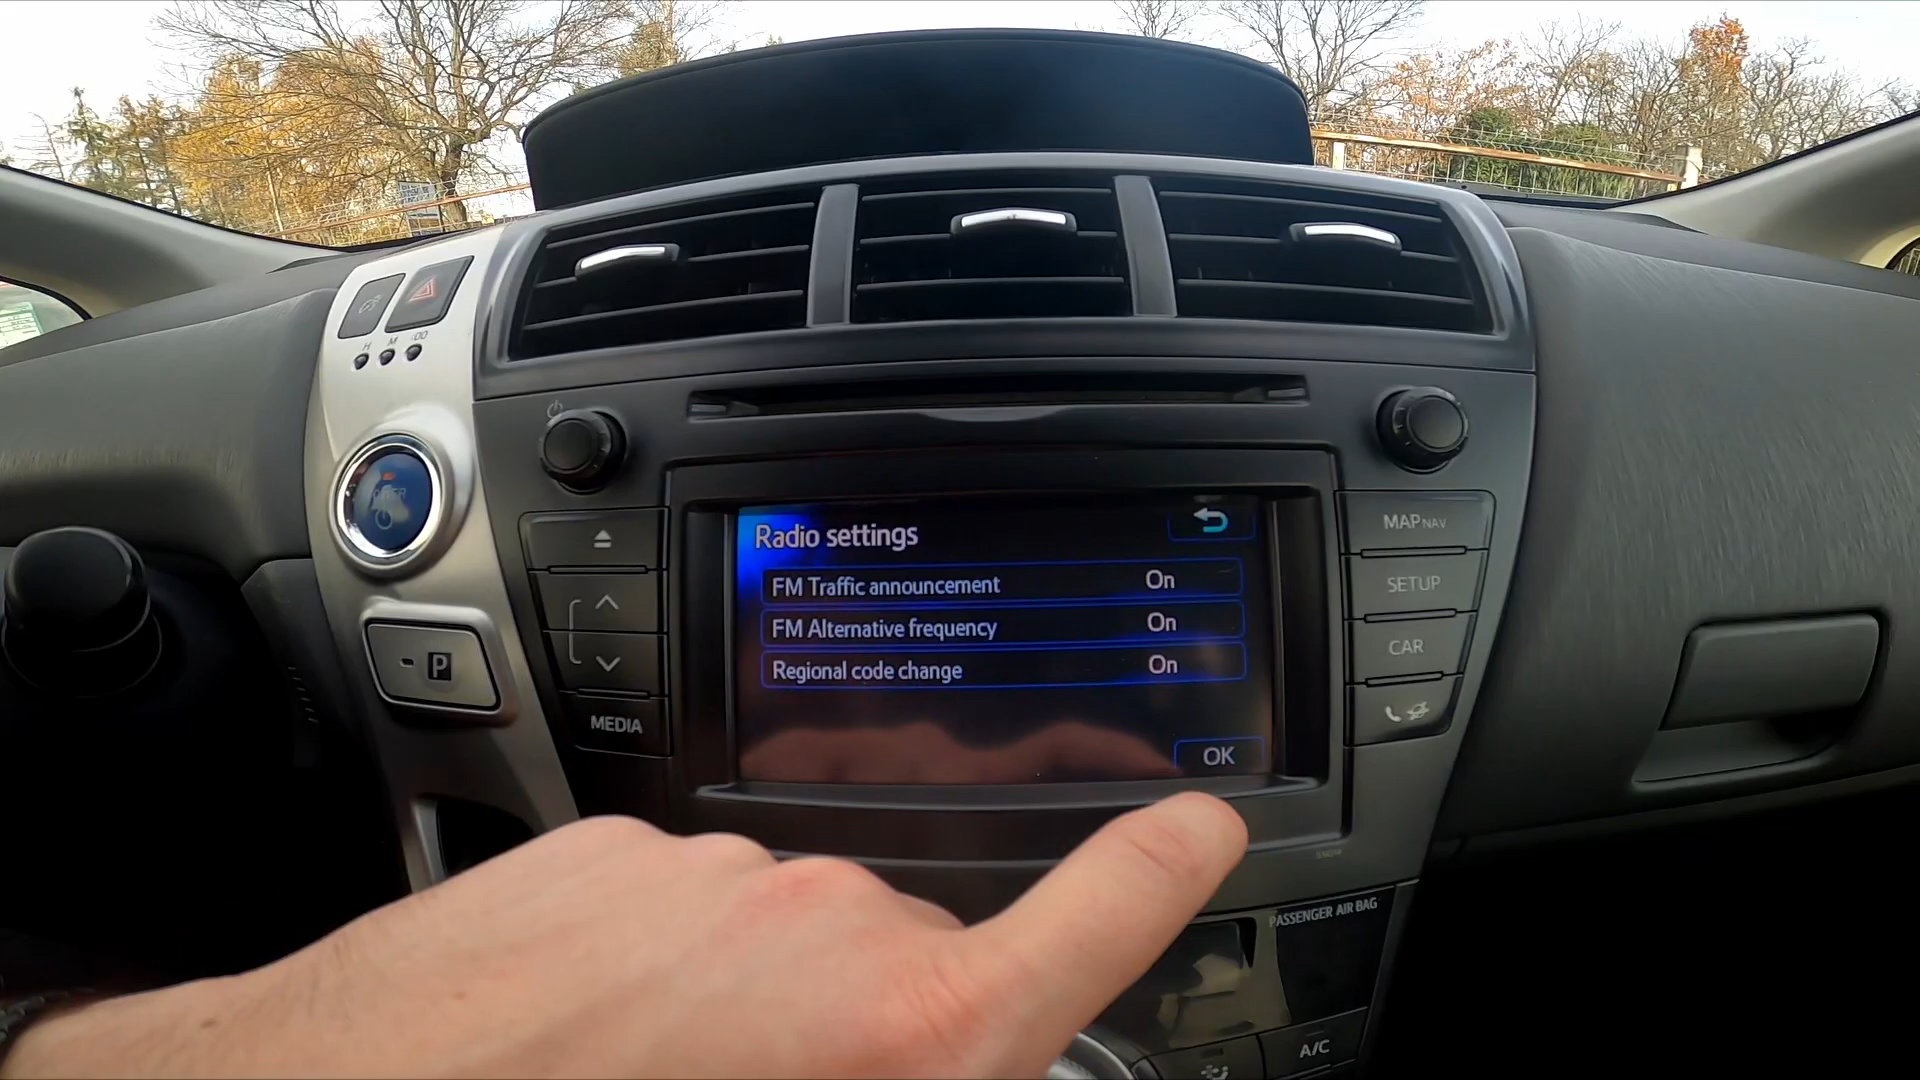 H M
POWER
P
MEDIA
Radio settings
FM Traffic announcement On
FM Alternative frequency On
Regional code change On
OK
MAP NAV
SETUP
CAR
PASSENGER AIR BAG
A/C